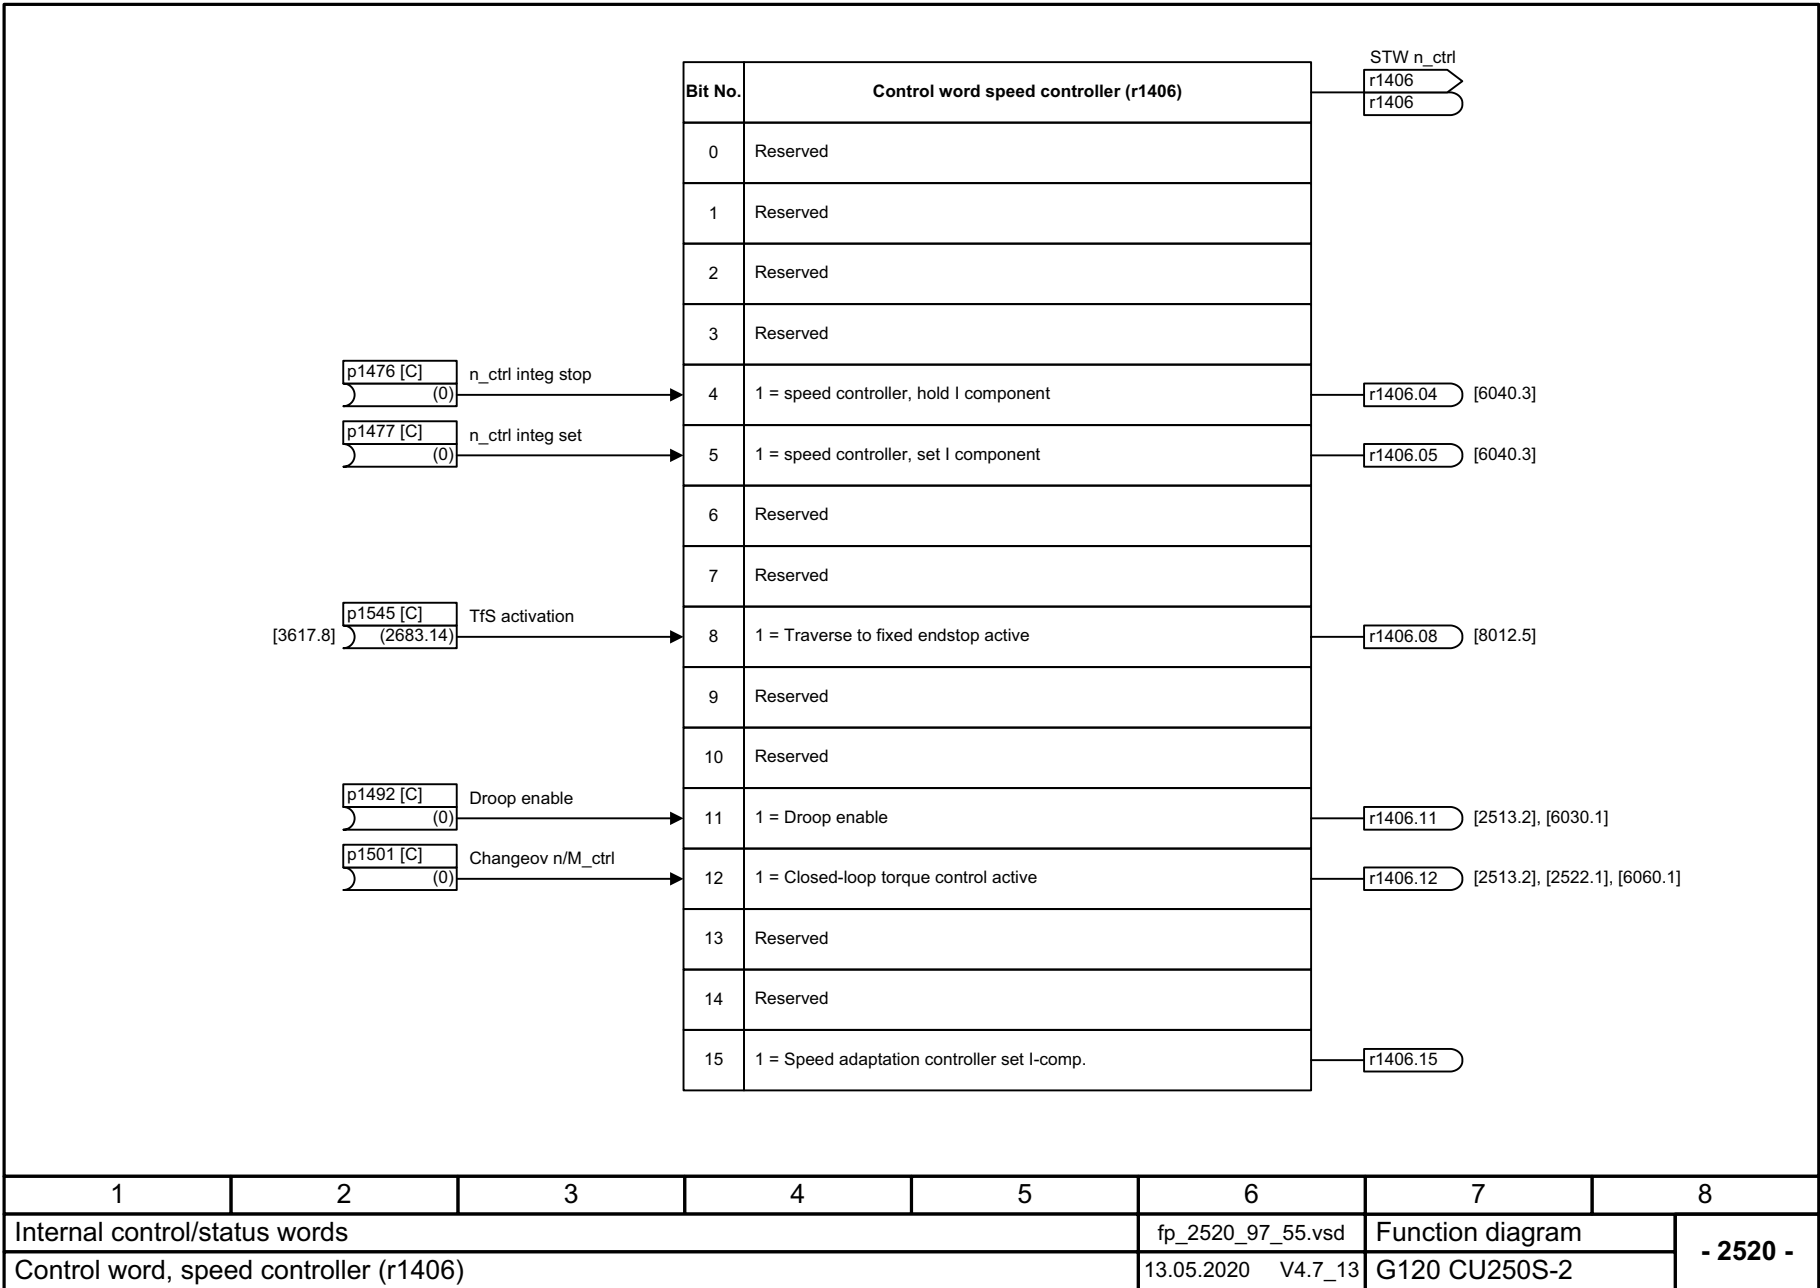 STW n_ctrl
r1406
r1406
Bit No. Control word speed controller (r1406)
0 Reserved
1 Reserved
2 Reserved
3 Reserved
p1476 [C] n_ctrl integ stop
(0)
4 1 = speed controller, hold I component r1406.04 [6040.3]
p1477 [C] n_ctrl integ set
(0)
5 1 = speed controller, set I component r1406.05 [6040.3]
6 Reserved
7 Reserved
p1545 [C] TfS activation
[3617.8] (2683.14)
8 1 = Traverse to fixed endstop active r1406.08 [8012.5]
9 Reserved
10 Reserved
p1492 [C] Droop enable
(0)
11 1 = Droop enable r1406.11 [2513.2], [6030.1]
p1501 [C] Changeov n/M_ctrl
(0)
12 1 = Closed-loop torque control active r1406.12 [2513.2], [2522.1], [6060.1]
13 Reserved
14 Reserved
15 1 = Speed adaptation controller set I-comp. r1406.15
1 2 3 4 5 6 7 8
Internal control/status words fp_2520_97_55.vsd Function diagram
- 2520 -
Control word, speed controller (r1406) 13.05.2020 V4.7_13 G120 CU250S-2